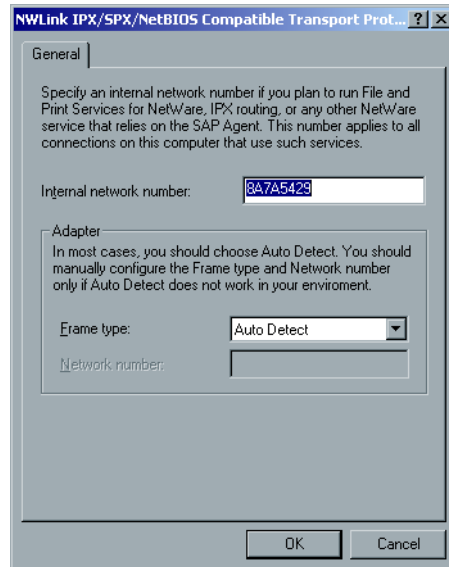 NWLink IPX/SPX/NetBIOS Compatible Transport Prot...
General
Specify an internal network number if you plan to run File and
Print Services for NetWare, IPX routing, or any other NetWare
service that relies on the SAP Agent. This number applies to all
connections on this computer that use such services.
Internal network number: 8A7A5429
Adapter
In most cases, you should choose Auto Detect. You should
manually configure the Frame type and Network number
only if Auto Detect does not work in your enviroment.
Frame type: Auto Detect
Network number:
OK Cancel